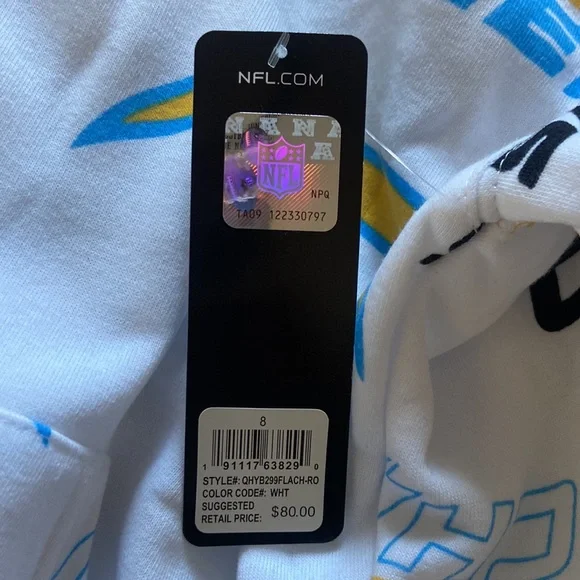 NFL.COM
N A N A
A
NFL
NPQ
TA09 122330797
8
1 91117 63829 0
STYLE#: QHYB299FLACH-RO
COLOR CODE#: WHT
SUGGESTED
RETAIL PRICE: $80.00